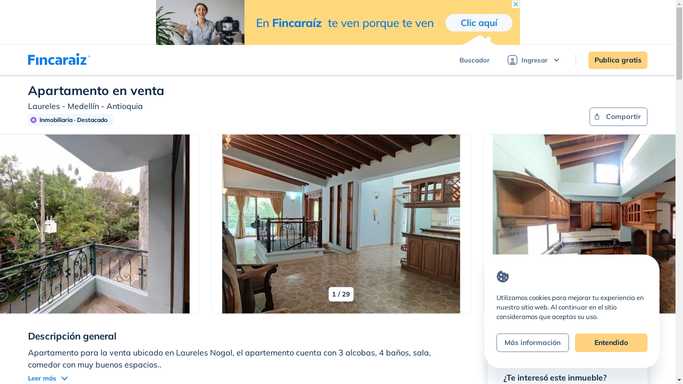 En Fincaraíz te ven porque te ven
Clic aquí
Fincaraíz
Buscador
Ingresar
Publica gratis
Apartamento en venta
Laureles - Medellín - Antioquia
Inmobiliaria · Destacado
Compartir
1 / 29
Utilizamos cookies para mejorar tu experiencia en
nuestro sitio web. Al continuar en el sitio
consideramos que aceptas su uso.
Más información
Entendido
Descripción general
Apartamento para la venta ubicado en Laureles Nogal, el apartemento cuenta con 3 alcobas, 4 baños, sala,
comedor con muy buenos espacios..
Leer más
¿Te interesó este inmueble?